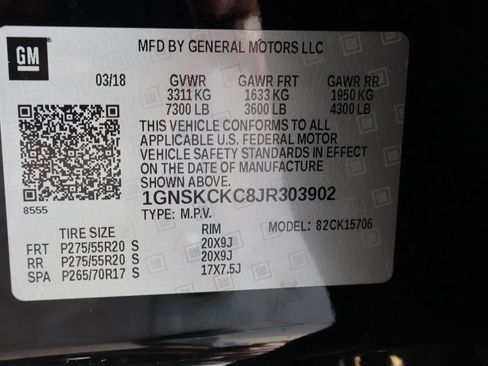 GM
MFD BY GENERAL MOTORS LLC
03/18 GVWR GAWR FRT GAWR RR
3311 KG 1633 KG 1950 KG
7300 LB 3600 LB 4300 LB
THIS VEHICLE CONFORMS TO ALL
APPLICABLE U.S. FEDERAL MOTOR
VEHICLE SAFETY STANDARDS IN EFFECT
ON THE DATE OF MANUFACTURE
SHOWN ABOVE.
1GNSKCKC8JR303902
8555 TYPE: M.P.V. MODEL: 82CK15706
TIRE SIZE RIM
FRT P275/55R20 S 20X9J
RR P275/55R20 S 20X9J
SPA P265/70R17 S 17X7.5J